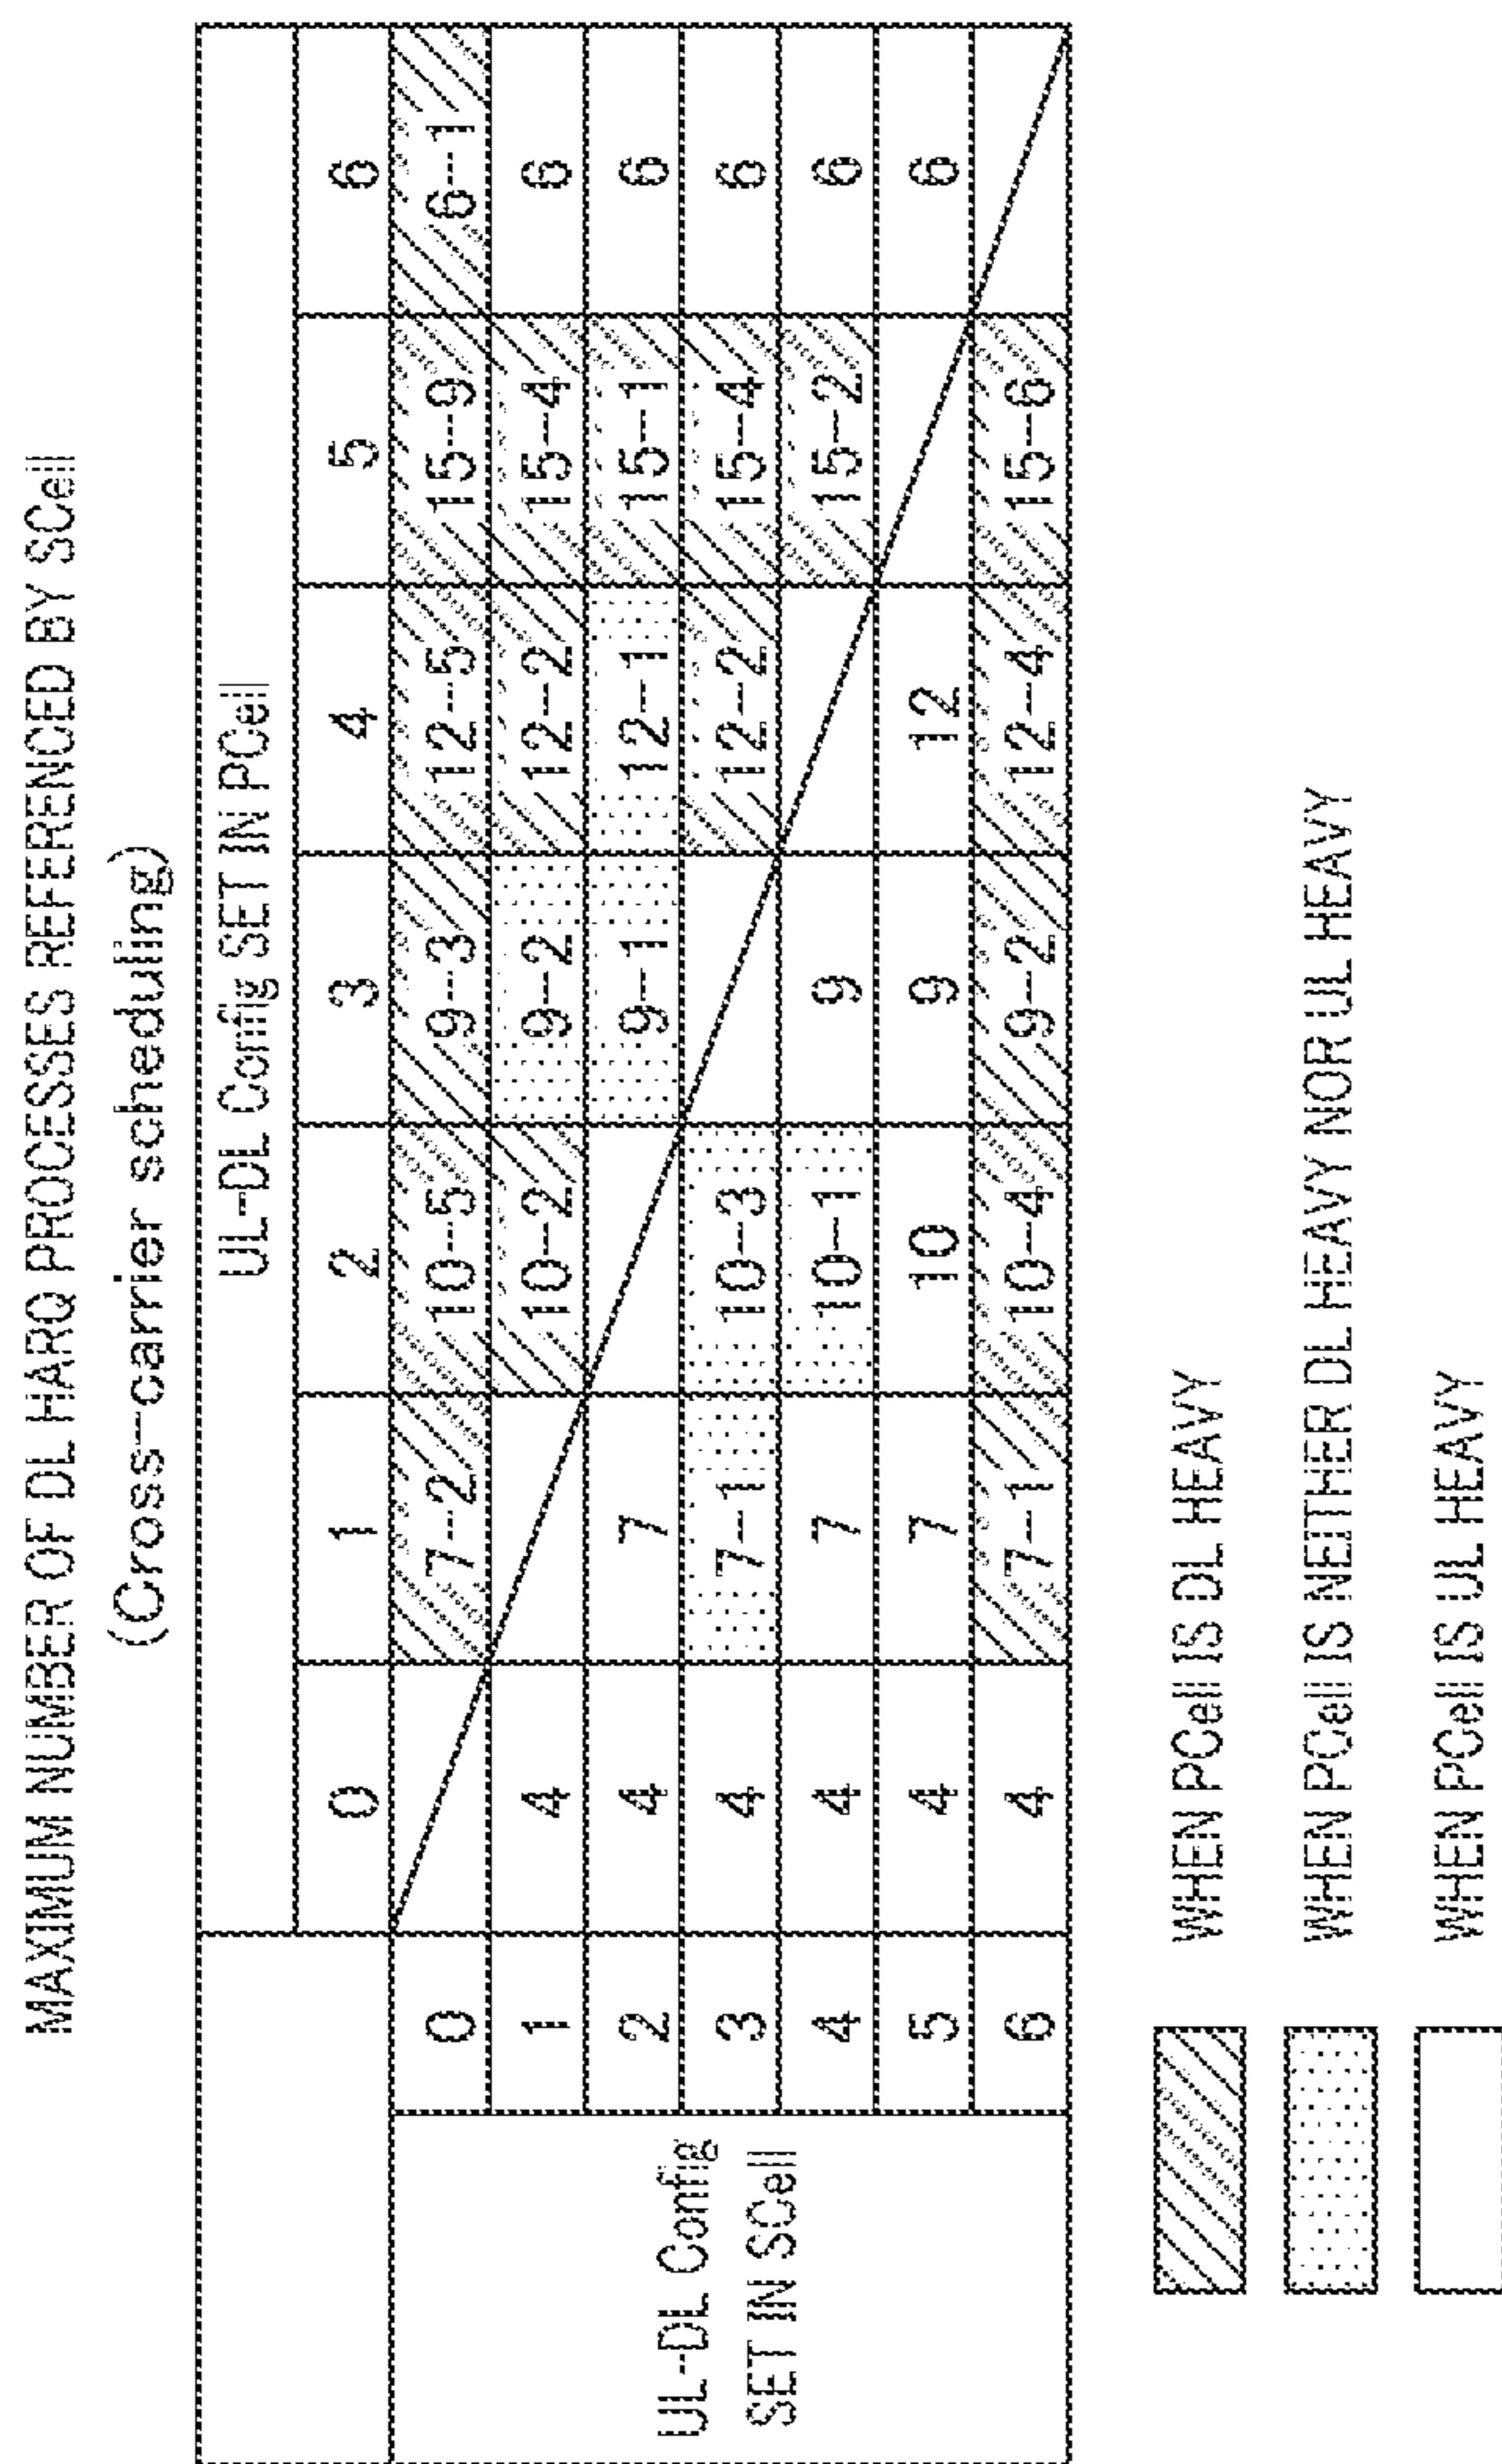 MAXIMUM NUMBER OF DL HARQ PROCESSES REFERENCED BY SCell
(Cross-carrier scheduling)
UL-DL Config SET IN PCell
0 1 2 3 4 5 6
UL-DL Config
SET IN SCell
0 7-2 10-5 9-3 12-5 15-9 6-1
1 4 10-2 9-2 12-2 15-4 6
2 4 7 9-1 12-1 15-1 6
3 4 7-1 10-3 12-2 15-4 6
4 4 7 10-1 9 15-2 6
5 4 7 10 9 12 6
6 4 7-1 10-4 9-2 12-4 15-6
WHEN PCell IS DL HEAVY
WHEN PCell IS NEITHER DL HEAVY NOR UL HEAVY
WHEN PCell IS UL HEAVY